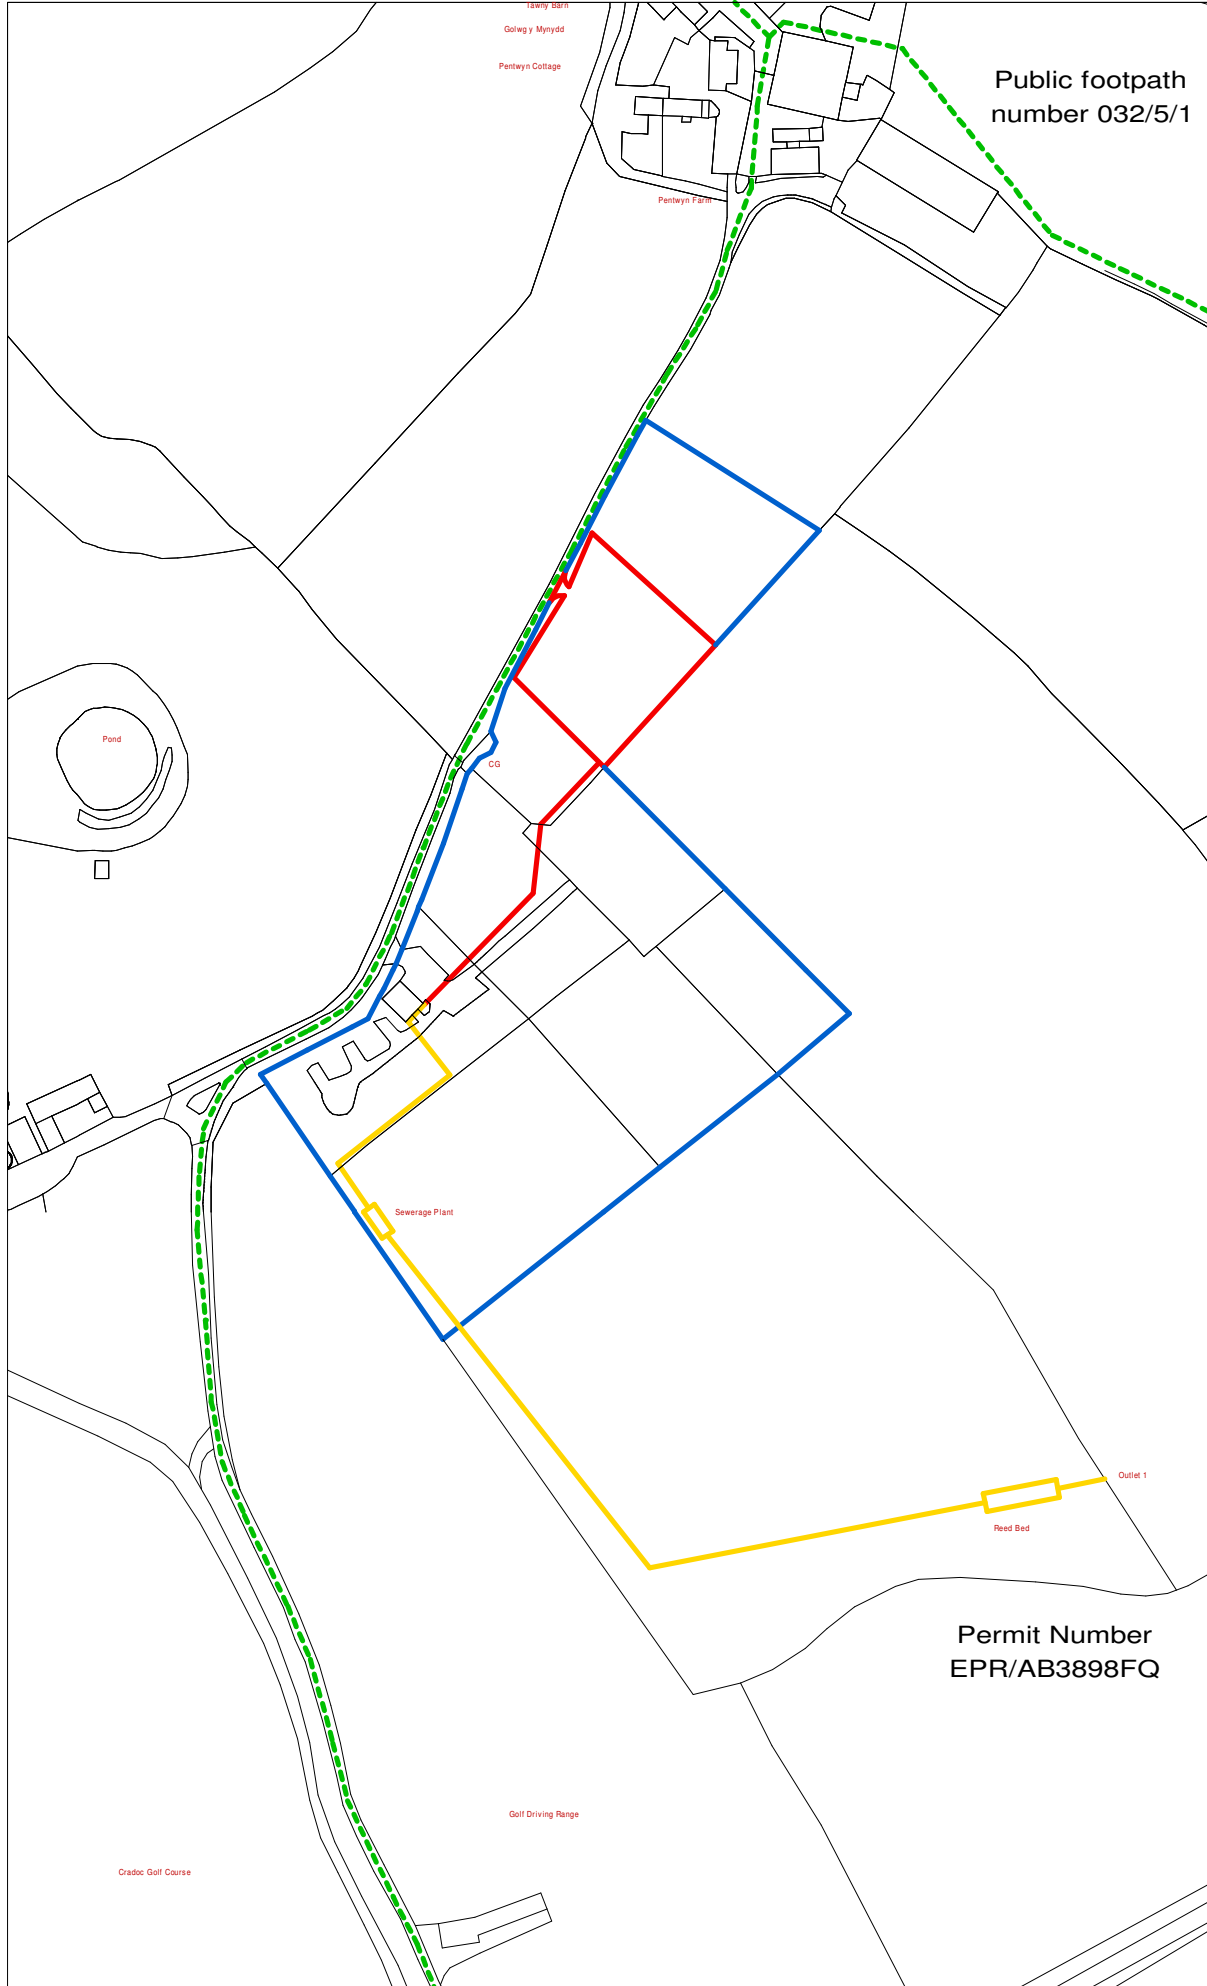 Tawny Barn
Golwg y Mynydd
Pentwyn Cottage
Public footpath
number 032/5/1
Pentwyn Farm
Pond
CG
Sewerage Plant
Outlet 1
Reed Bed
Permit Number
EPR/AB3898FQ
Golf Driving Range
Cradoc Golf Course